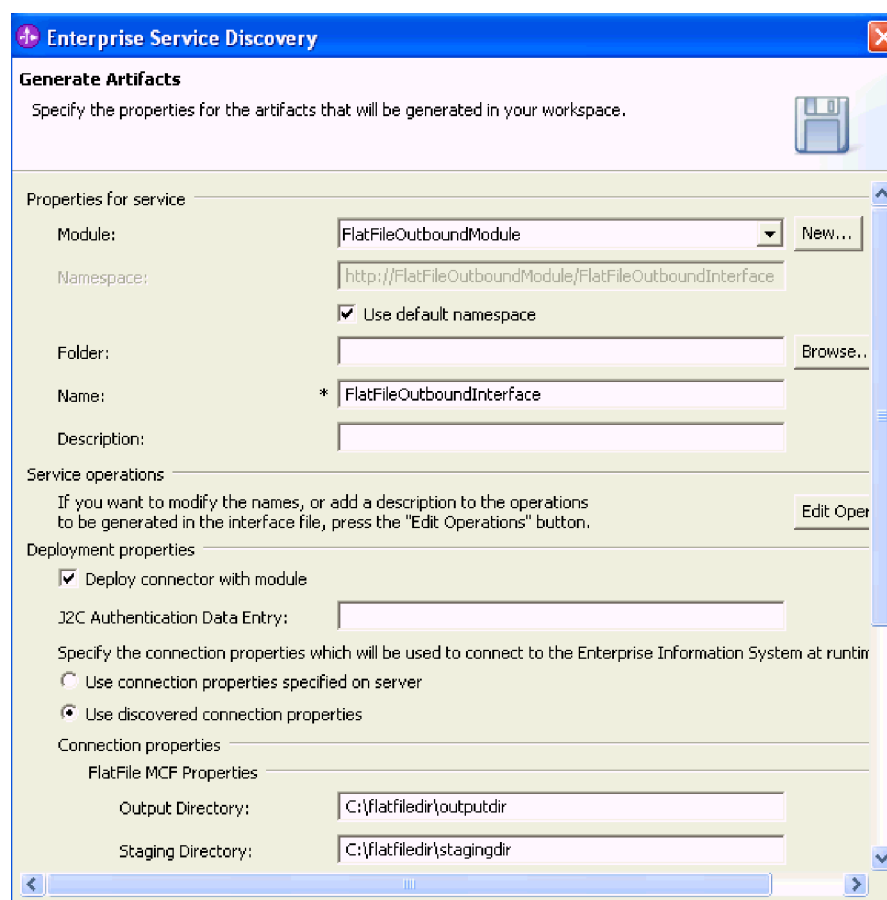 Enterprise Service Discovery
Generate Artifacts
Specify the properties for the artifacts that will be generated in your workspace.
Properties for service
Module: FlatFileOutboundModule New...
Namespace: http://FlatFileOutboundModule/FlatFileOutboundInterface
Use default namespace
Folder: Browse..
Name: * FlatFileOutboundInterface
Description:
Service operations
If you want to modify the names, or add a description to the operations
to be generated in the interface file, press the "Edit Operations" button. Edit Oper
Deployment properties
Deploy connector with module
J2C Authentication Data Entry:
Specify the connection properties which will be used to connect to the Enterprise Information System at runtin
Use connection properties specified on server
Use discovered connection properties
Connection properties
FlatFile MCF Properties
Output Directory: C:\flatfiledir\outputdir
Staging Directory: C:\flatfiledir\stagingdir